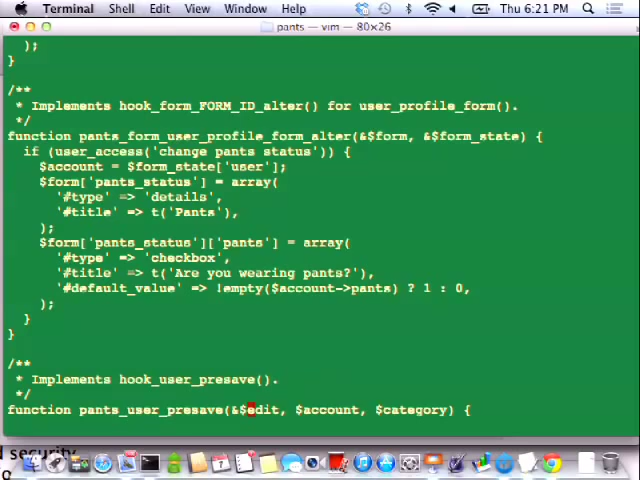 Terminal Shell Edit View Window Help Thu 6:21 PM
pants — vim — 80×26
);
}
/**
* Implements hook_form_FORM_ID_alter() for user_profile_form().
*/
function pants_form_user_profile_form_alter(&$form, &$form_state) {
if (user_access('change pants status')) {
$account = $form_state['user'];
$form['pants_status'] = array(
'#type' => 'details',
'#title' => t('Pants'),
);
$form['pants_status']['pants'] = array(
'#type' => 'checkbox',
'#title' => t('Are you wearing pants?'),
'#default_value' => !empty($account->pants) ? 1 : 0,
);
}
}
/**
* Implements hook_user_presave().
*/
function pants_user_presave(&$edit, $account, $category) {
d security